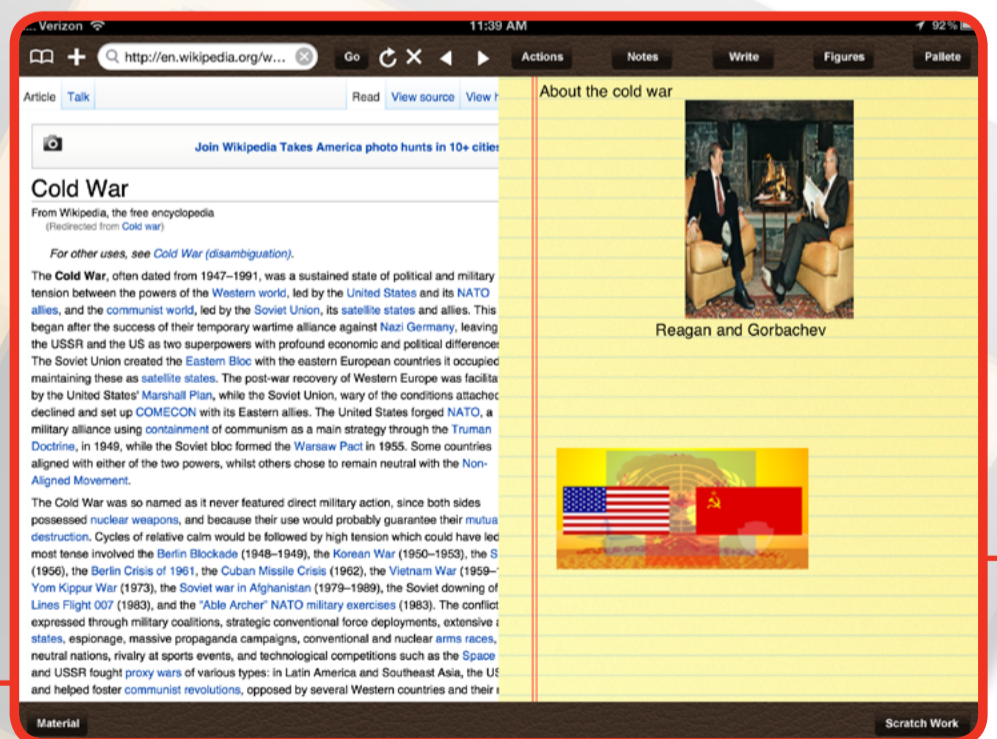 ... Verizon
11:39 AM
92%
http://en.wikipedia.org/w...
Go
Actions
Notes
Write
Figures
Pallete
Article Talk
Read View source View h
Join Wikipedia Takes America photo hunts in 10+ cities
Cold War
From Wikipedia, the free encyclopedia
(Redirected from Cold war)
For other uses, see Cold War (disambiguation).
The Cold War, often dated from 1947–1991, was a sustained state of political and military
tension between the powers of the Western world, led by the United States and its NATO
allies, and the communist world, led by the Soviet Union, its satellite states and allies. This
began after the success of their temporary wartime alliance against Nazi Germany, leaving
the USSR and the US as two superpowers with profound economic and political differences
The Soviet Union created the Eastern Bloc with the eastern European countries it occupied
maintaining these as satellite states. The post-war recovery of Western Europe was facilita
by the United States' Marshall Plan, while the Soviet Union, wary of the conditions attached
declined and set up COMECON with its Eastern allies. The United States forged NATO, a
military alliance using containment of communism as a main strategy through the Truman
Doctrine, in 1949, while the Soviet bloc formed the Warsaw Pact in 1955. Some countries
aligned with either of the two powers, whilst others chose to remain neutral with the Non-
Aligned Movement.
The Cold War was so named as it never featured direct military action, since both sides
possessed nuclear weapons, and because their use would probably guarantee their mutua
destruction. Cycles of relative calm would be followed by high tension which could have led
most tense involved the Berlin Blockade (1948–1949), the Korean War (1950–1953), the S
(1956), the Berlin Crisis of 1961, the Cuban Missile Crisis (1962), the Vietnam War (1959–
Yom Kippur War (1973), the Soviet war in Afghanistan (1979–1989), the Soviet downing of
Lines Flight 007 (1983), and the "Able Archer" NATO military exercises (1983). The conflict
expressed through military coalitions, strategic conventional force deployments, extensive a
states, espionage, massive propaganda campaigns, conventional and nuclear arms races,
neutral nations, rivalry at sports events, and technological competitions such as the Space
and USSR fought proxy wars of various types: in Latin America and Southeast Asia, the US
and helped foster communist revolutions, opposed by several Western countries and their
About the cold war
Reagan and Gorbachev
Material
Scratch Work